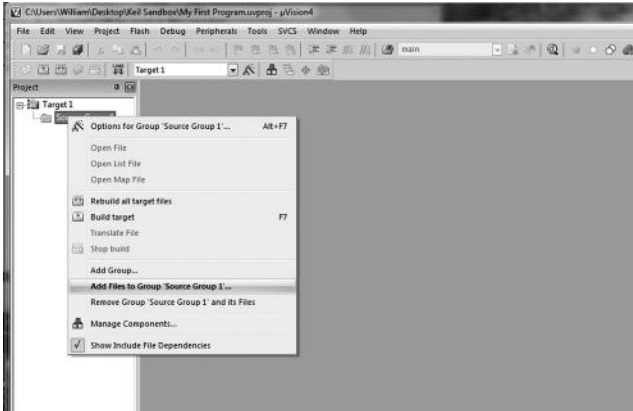 C:\Users\William\Desktop\Keil Sandbox\My First Program.uvproj - µVision4
File Edit View Project Flash Debug Peripherals Tools SVCS Window Help
main
Target 1
Project
Target 1
Options for Group 'Source Group 1'... Alt+F7
Open File
Open List File
Open Map File
Rebuild all target files
Build target F7
Translate File
Stop build
Add Group...
Add Files to Group 'Source Group 1'...
Remove Group 'Source Group 1' and its Files
Manage Components...
Show Include File Dependencies